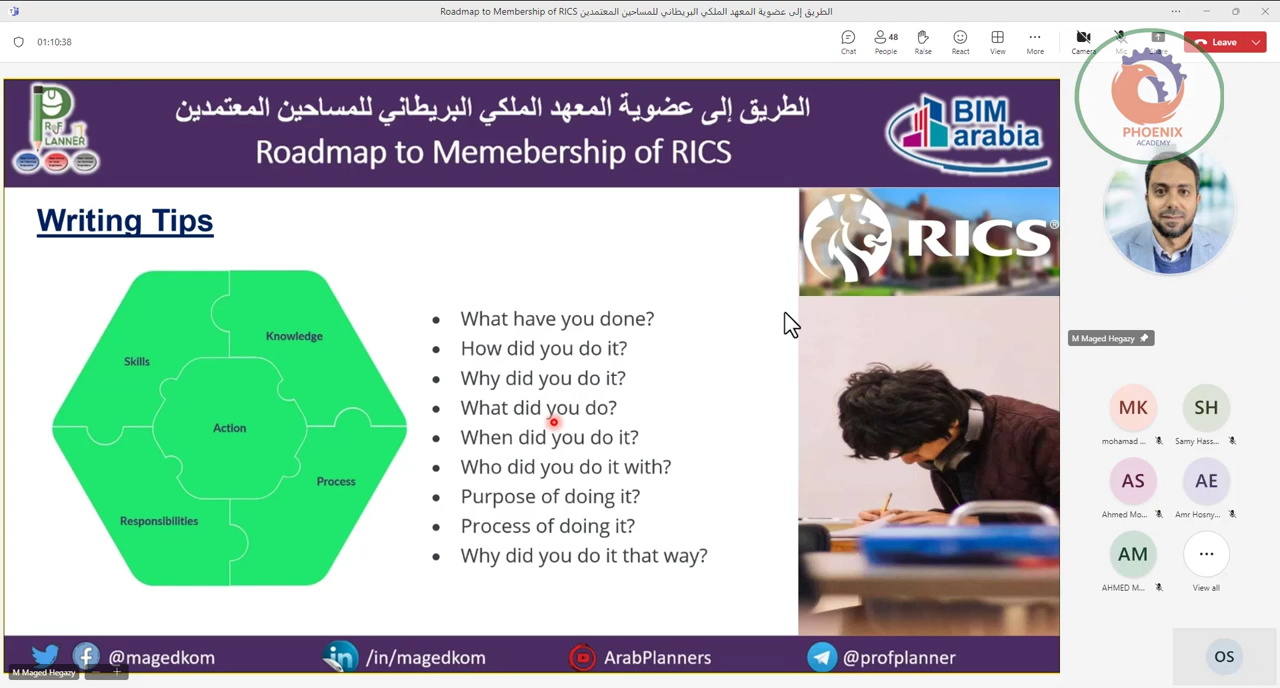 Roadmap to Membership of RICS الطريق إلى عضوية المعهد الملكي البريطاني للمساحين المعتمدين
01:10:38
Chat
48
People
Raise
React
View
More
Camera
Mic
Share
Leave
الطريق إلى عضوية المعهد الملكي البريطاني للمساحين المعتمدين
Roadmap to Memebership of RICS
BIM
arabia
PHOENIX
ACADEMY
Writing Tips
RICS®
Skills
Knowledge
Action
Process
Responsibilities
• What have you done?
• How did you do it?
• Why did you do it?
• What did you do?
• When did you do it?
• Who did you do it with?
• Purpose of doing it?
• Process of doing it?
• Why did you do it that way?
M Maged Hegazy
MK
mohamad ...
SH
Samy Hass...
AS
Ahmed Mo...
AE
Amr Hosny...
AM
AHMED M...
...
View all
OS
@magedkom
in /in/magedkom
ArabPlanners
@profplanner
M Maged Hegazy